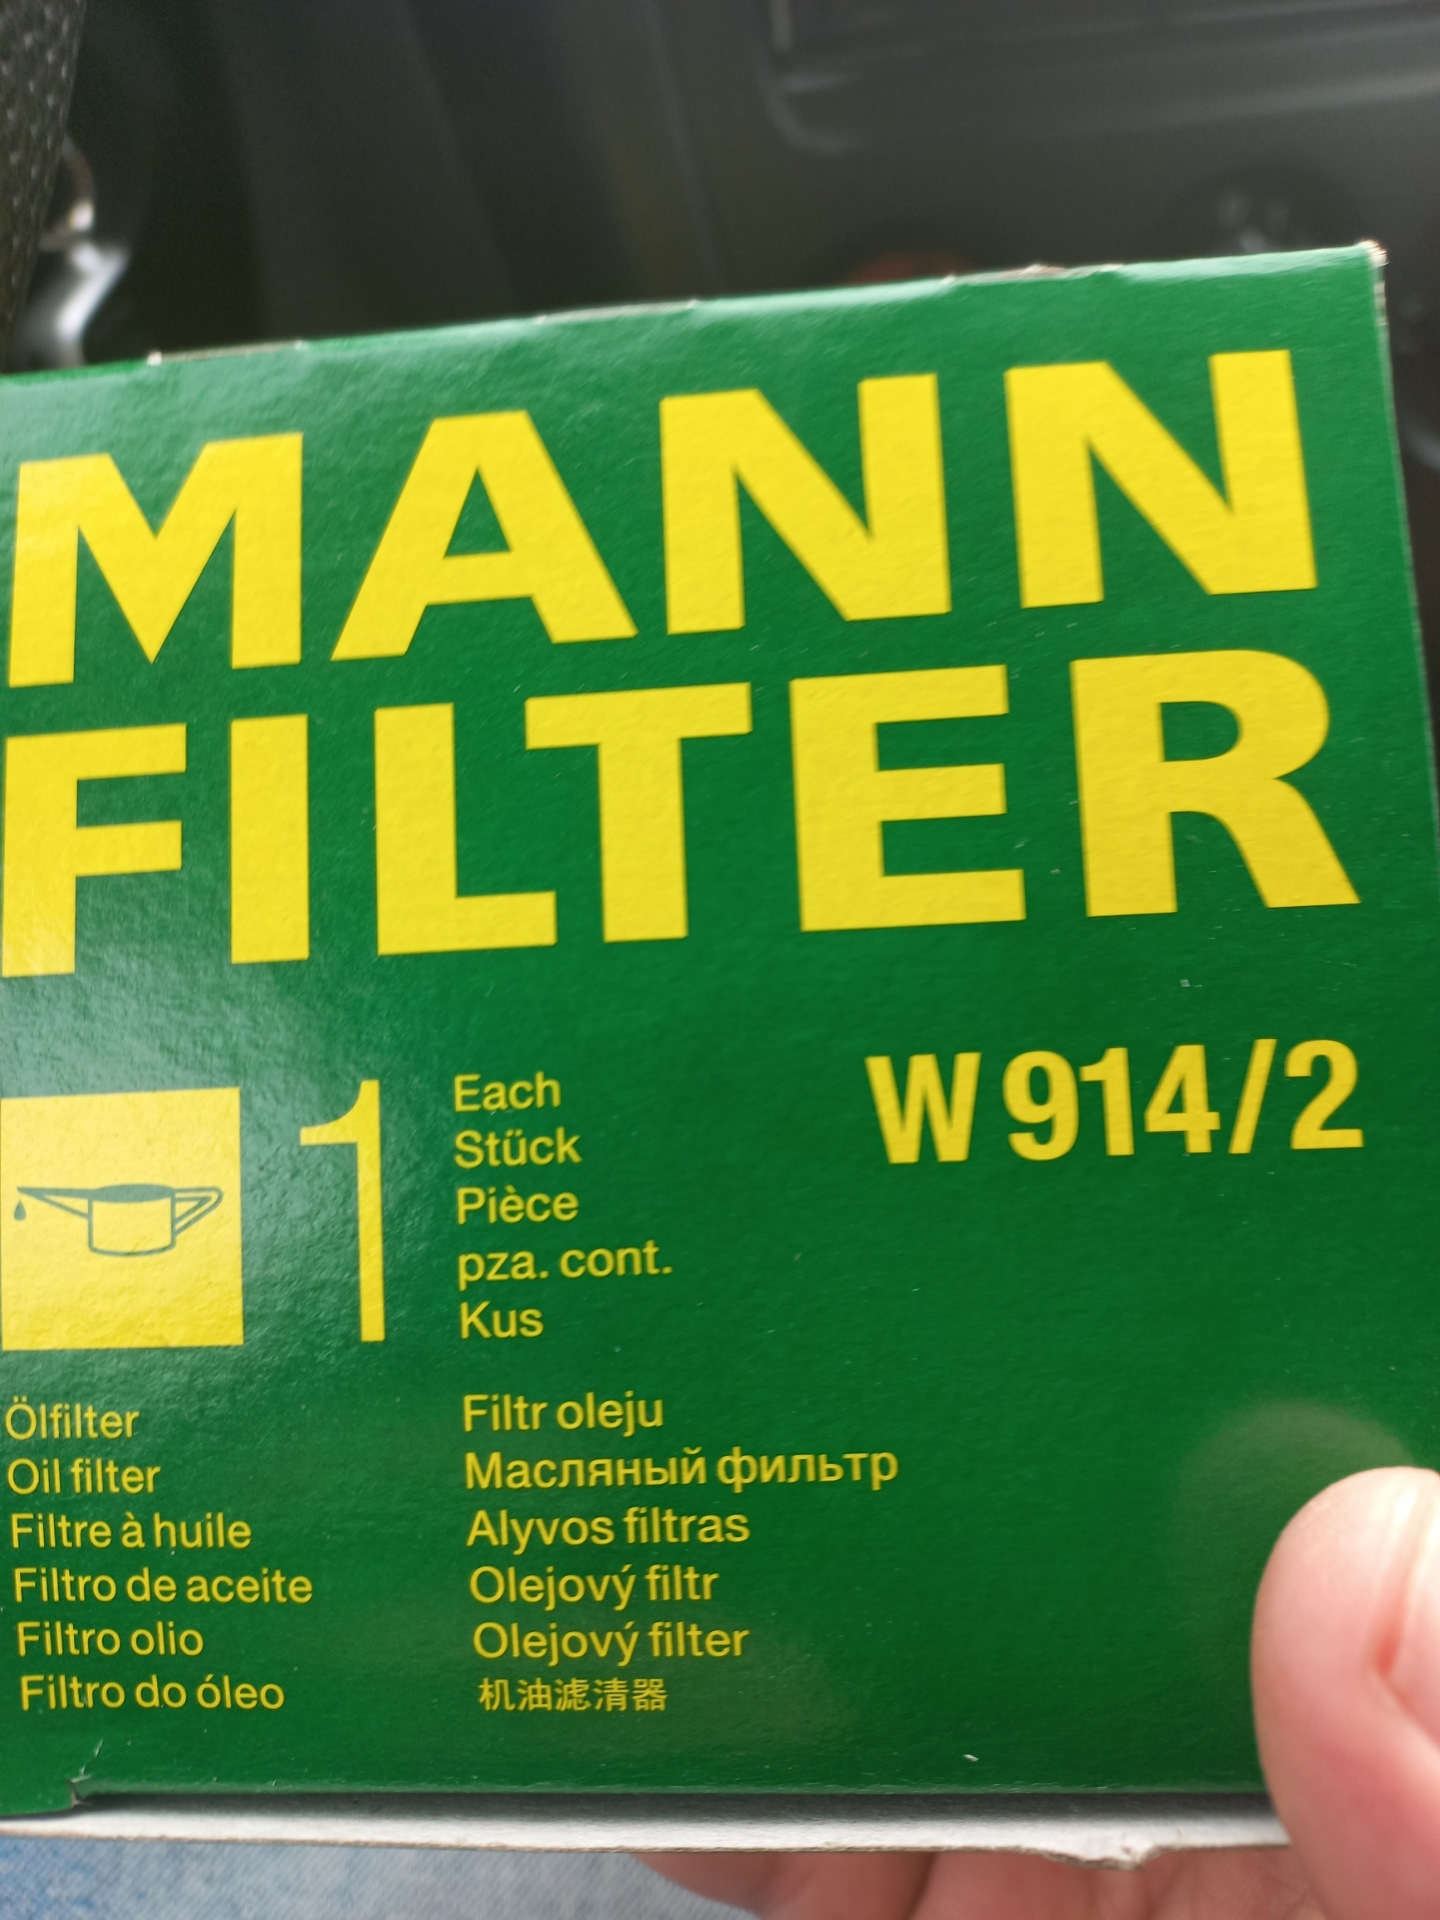 MANN
FILTER
W 914/2
1
Each
Stück
Pièce
pza. cont.
Kus
Ölfilter
Oil filter
Filtre à huile
Filtro de aceite
Filtro olio
Filtro do óleo
Filtr oleju
Масляный фильтр
Alyvos filtras
Olejový filtr
Olejový filter
机油滤清器